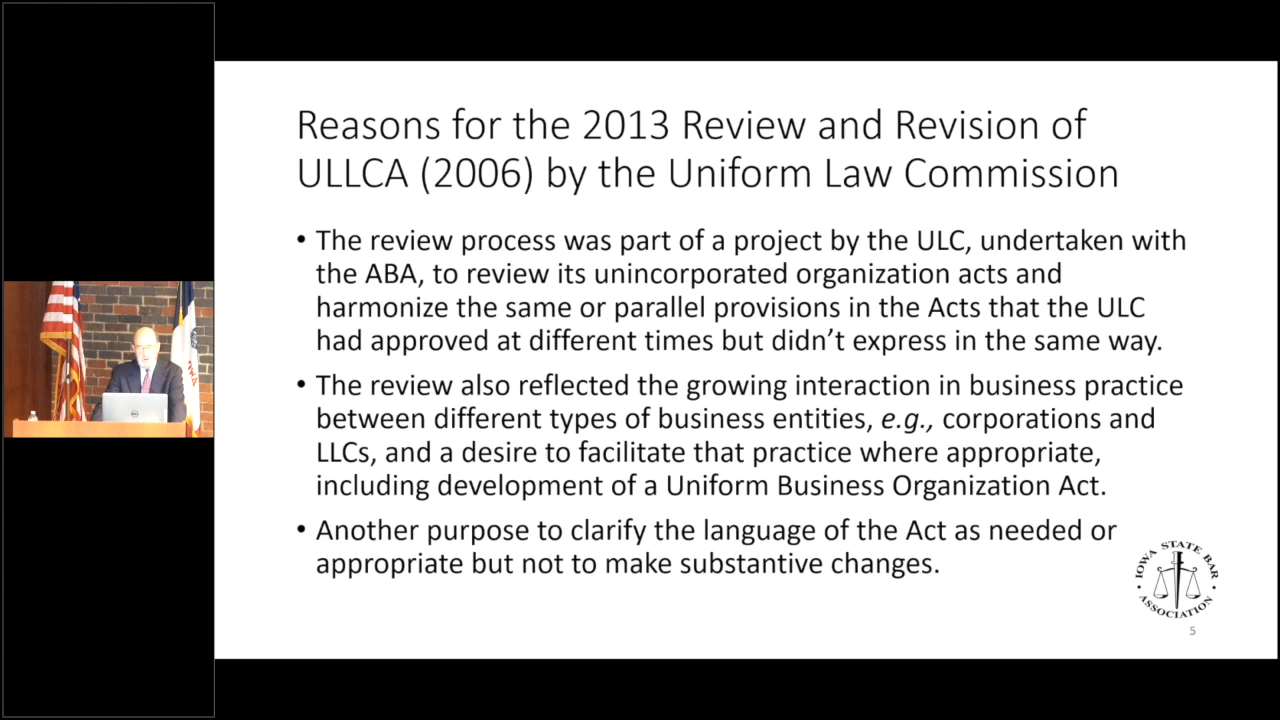 Reasons for the 2013 Review and Revision of
ULLCA (2006) by the Uniform Law Commission
• The review process was part of a project by the ULC, undertaken with
the ABA, to review its unincorporated organization acts and
harmonize the same or parallel provisions in the Acts that the ULC
had approved at different times but didn’t express in the same way.
• The review also reflected the growing interaction in business practice
between different types of business entities, e.g., corporations and
LLCs, and a desire to facilitate that practice where appropriate,
including development of a Uniform Business Organization Act.
• Another purpose to clarify the language of the Act as needed or
appropriate but not to make substantive changes.
IOWA STATE BAR
ASSOCIATION
5
IOWA
DELL